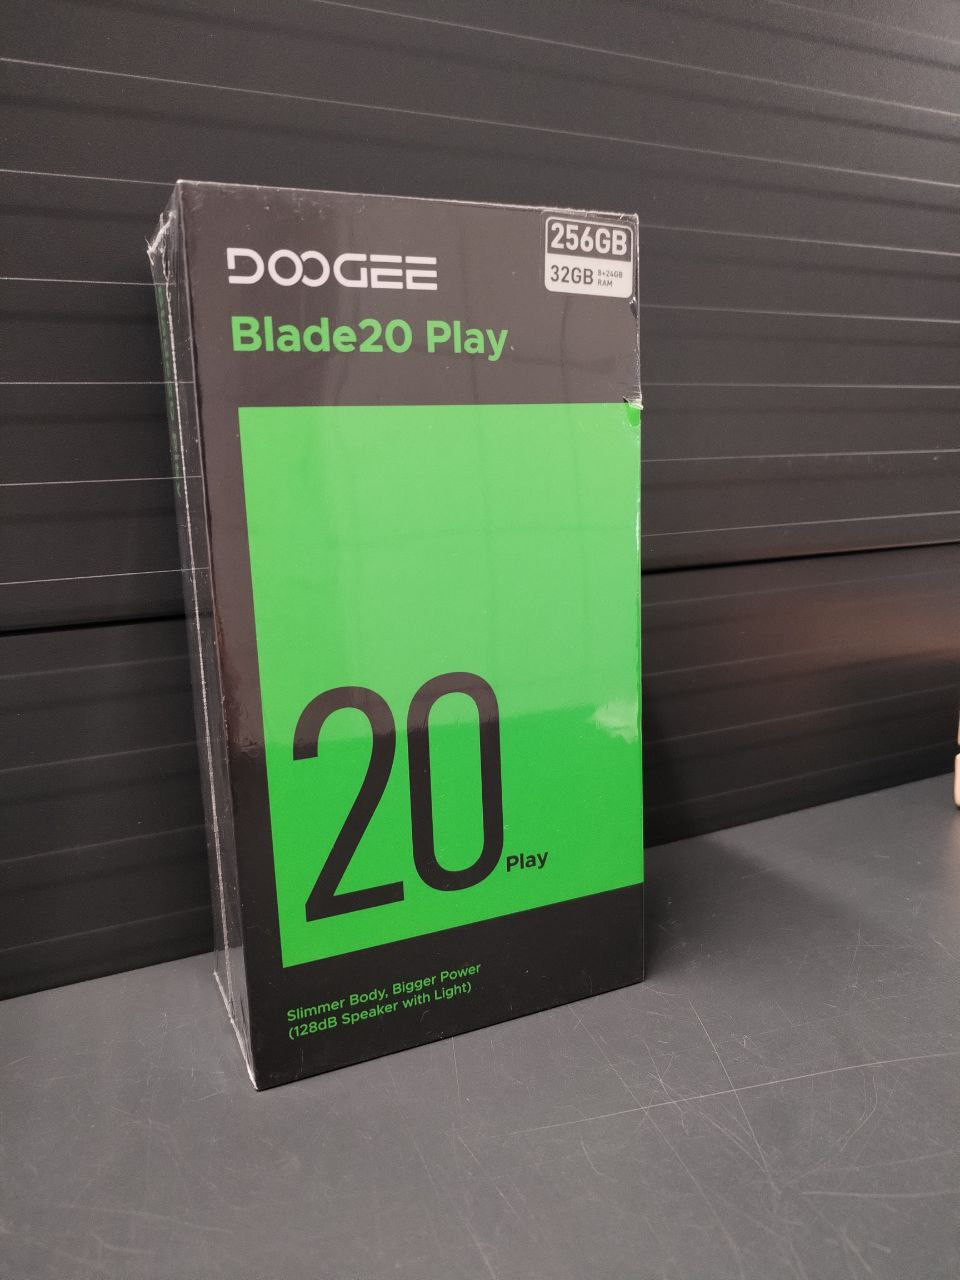 DOOGEE
Blade20 Play
256GB
32GB 8+24GB RAM
20 Play
Slimmer Body, Bigger Power
(128dB Speaker with Light)